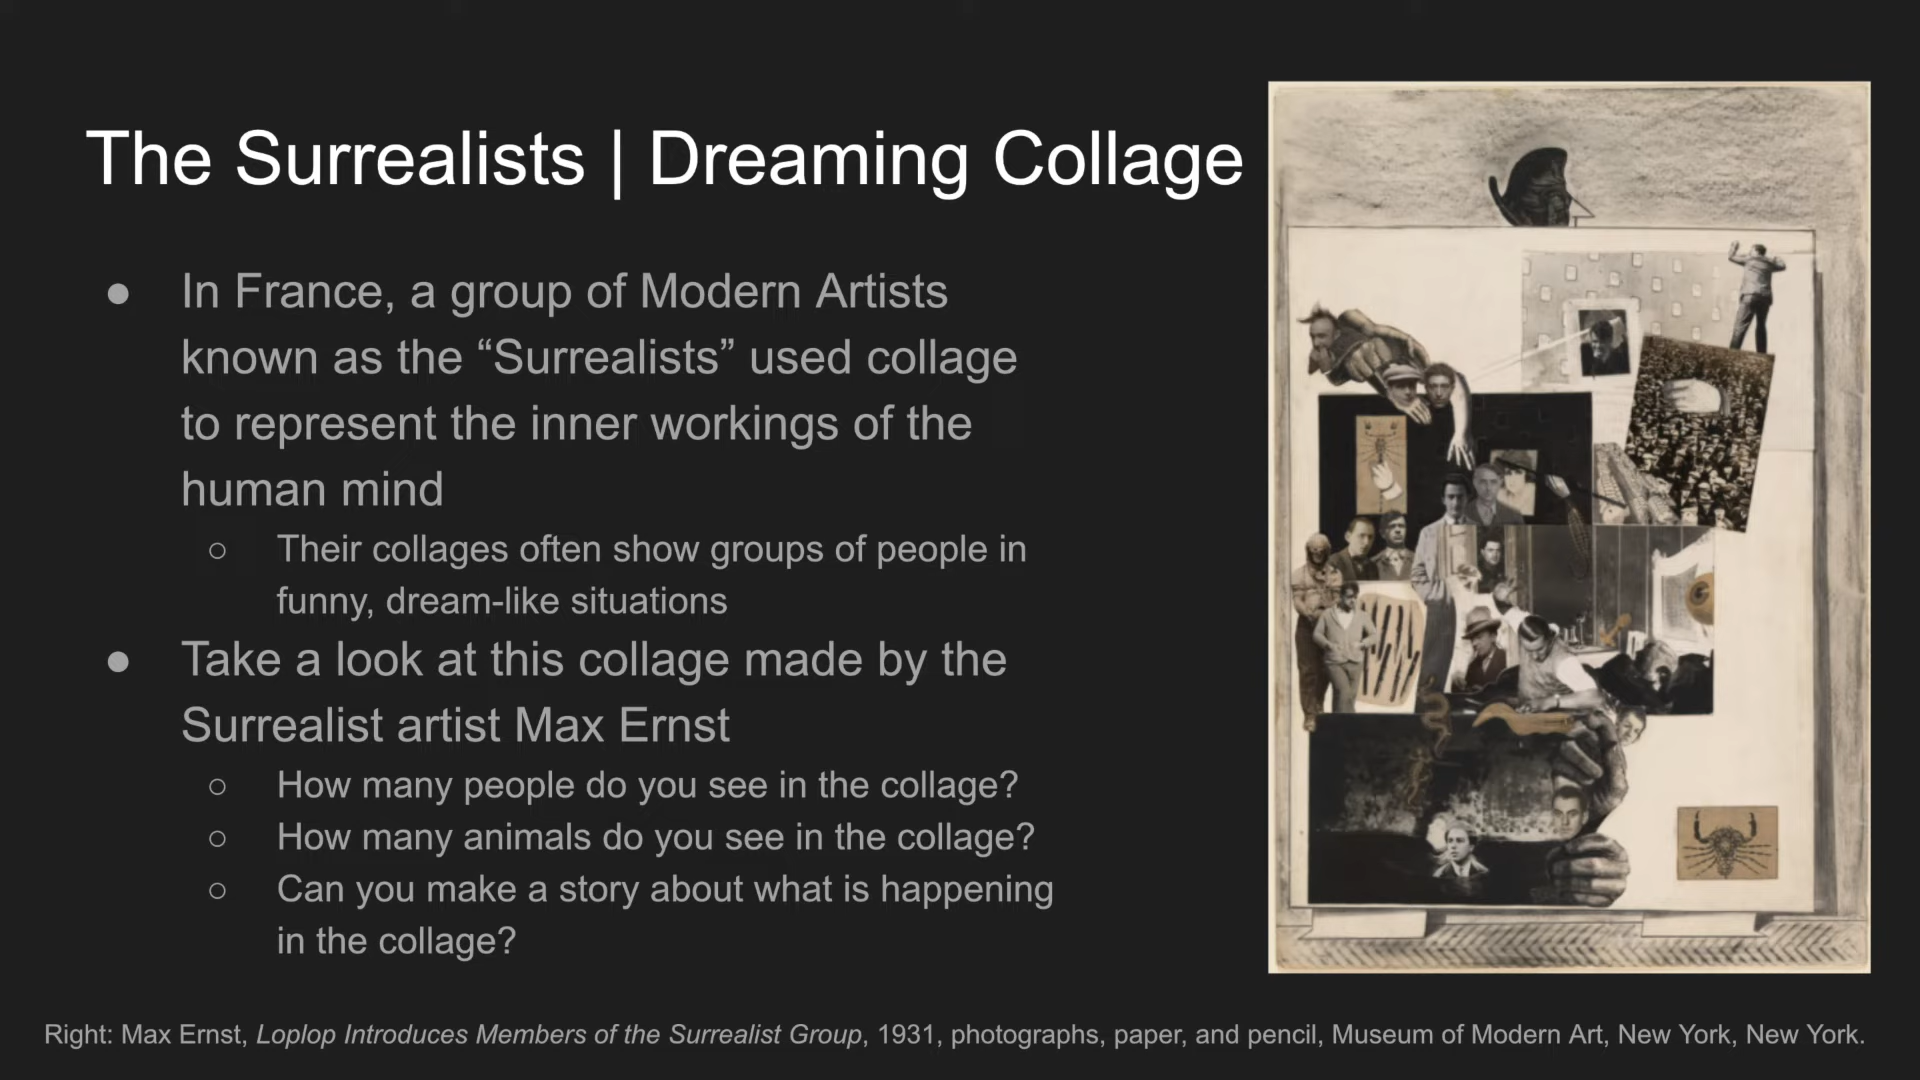 The Surrealists | Dreaming Collage
● In France, a group of Modern Artists
known as the “Surrealists” used collage
to represent the inner workings of the
human mind
○ Their collages often show groups of people in
funny, dream-like situations
● Take a look at this collage made by the
Surrealist artist Max Ernst
○ How many people do you see in the collage?
○ How many animals do you see in the collage?
○ Can you make a story about what is happening
in the collage?
Right: Max Ernst, Loplop Introduces Members of the Surrealist Group, 1931, photographs, paper, and pencil, Museum of Modern Art, New York, New York.